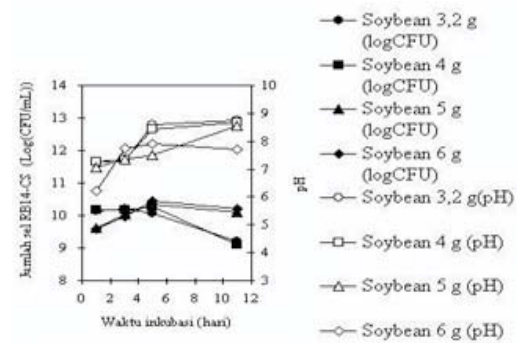 Jumlah sel RB14-CS (Log(CFU/mL))
14
13
12
11
10
9
8
0 2 4 6 8 10 12
Waktu inkubasi (hari)
10
9
8
7
6
5
4
3
pH
Soybean 3,2 g
(logCFU)
Soybean 4 g
(logCFU)
Soybean 5 g
(logCFU)
Soybean 6 g
(logCFU)
Soybean 3,2 g(pH)
Soybean 4 g (pH)
Soybean 5 g (pH)
Soybean 6 g (pH)